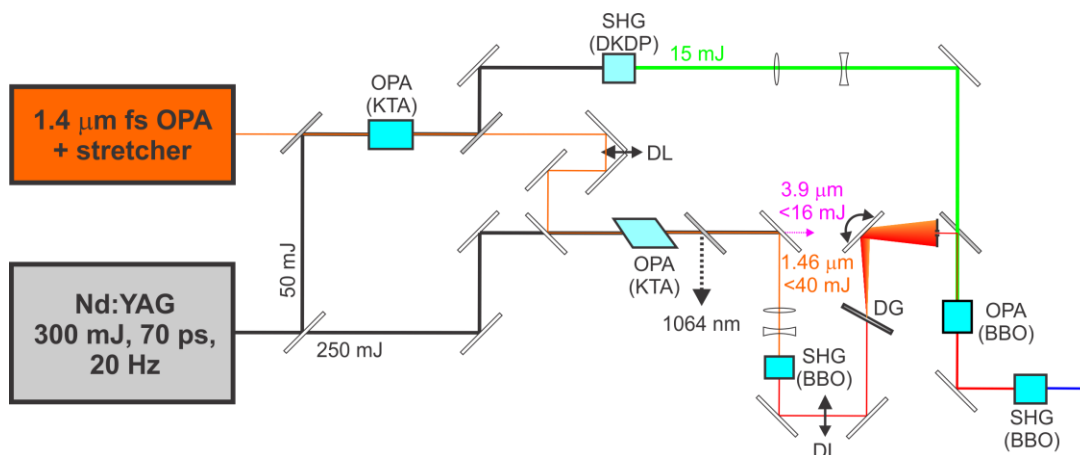 SHG
(DKDP)
15 mJ
OPA
(KTA)
1.4 μm fs OPA
+ stretcher
DL
3.9 μm
<16 mJ
50 mJ
OPA
(KTA)
1.46 μm
<40 mJ
Nd:YAG
300 mJ, 70 ps,
20 Hz
DG
OPA
(BBO)
1064 nm
250 mJ
SHG
(BBO)
SHG
(BBO)
DL